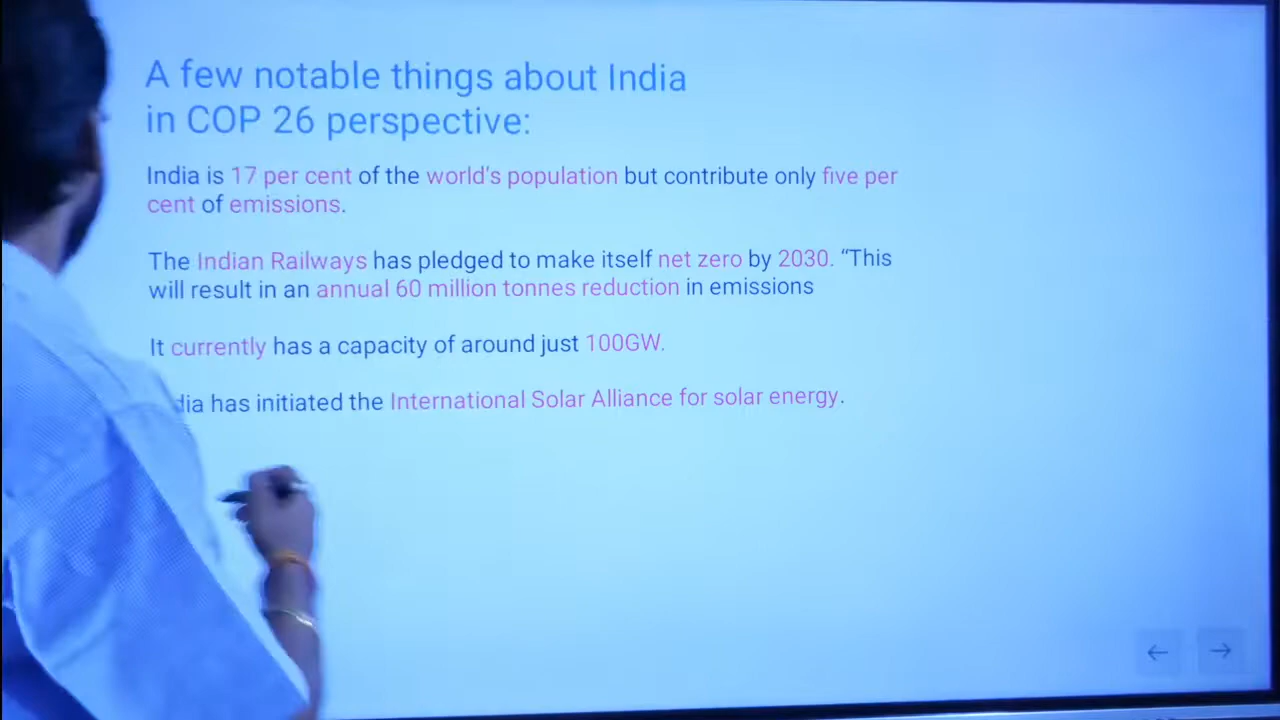 A few notable things about India
in COP 26 perspective:
India is 17 per cent of the world's population but contribute only five per
cent of emissions.
The Indian Railways has pledged to make itself net zero by 2030. “This
will result in an annual 60 million tonnes reduction in emissions
It currently has a capacity of around just 100GW.
dia has initiated the International Solar Alliance for solar energy.